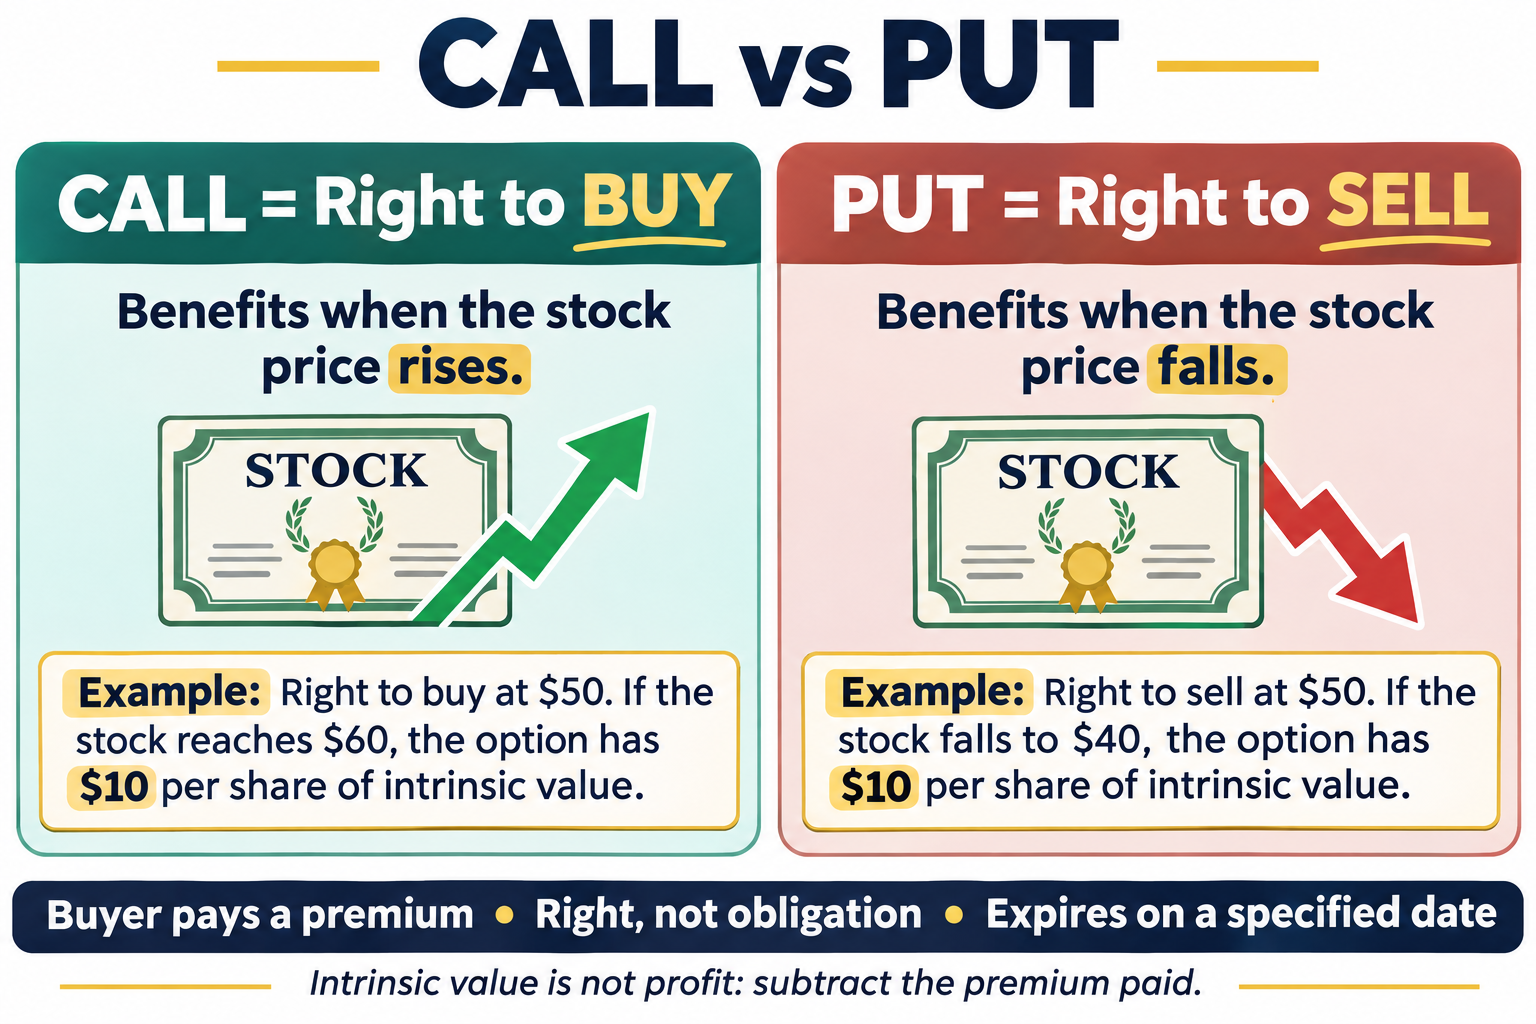 CALL vs PUT
CALL = Right to BUY
Benefits when the stock
price rises.
STOCK
Example: Right to buy at $50. If the
stock reaches $60, the option has
$10 per share of intrinsic value.
PUT = Right to SELL
Benefits when the stock
price falls.
STOCK
Example: Right to sell at $50. If the
stock falls to $40, the option has
$10 per share of intrinsic value.
Buyer pays a premium • Right, not obligation • Expires on a specified date
Intrinsic value is not profit: subtract the premium paid.